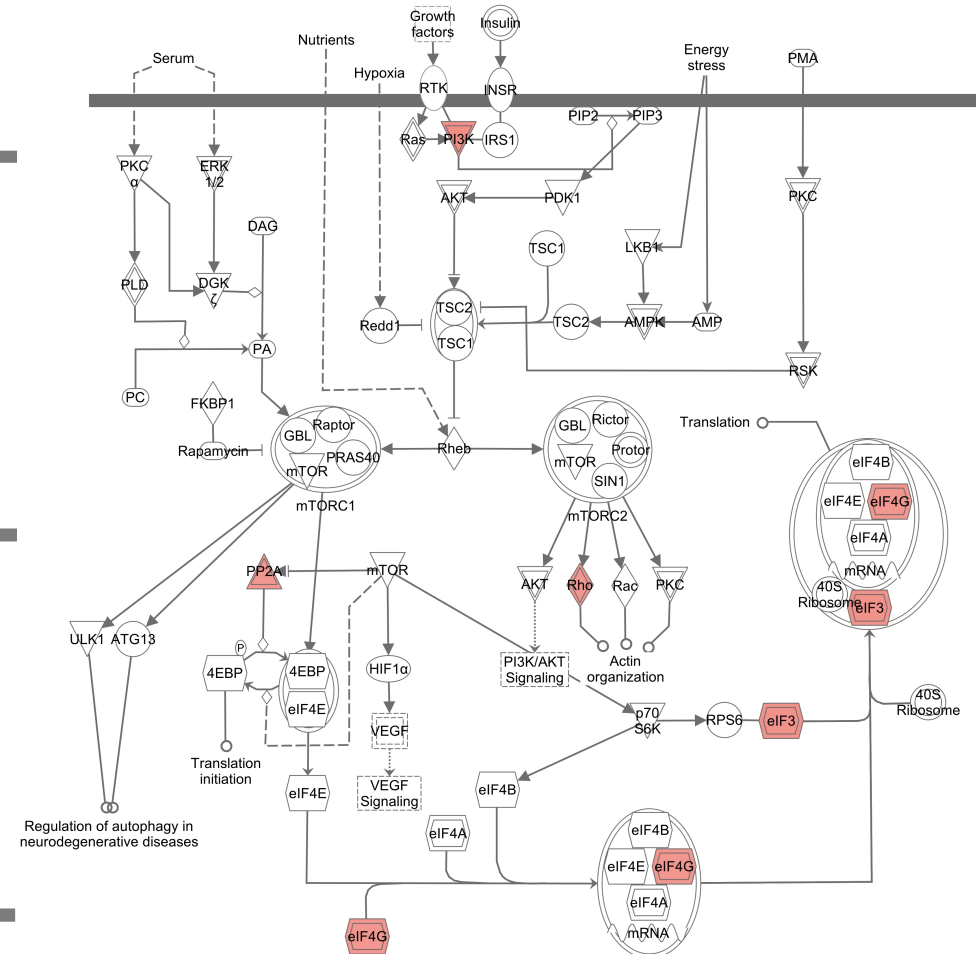 Growth
factors
Insulin
Nutrients
Serum
Hypoxia
Energy
stress
PMA
RTK
INSR
PIP2
PIP3
Ras
PI3K
IRS1
PKC
α
ERK
1/2
AKT
PDK1
PKC
DAG
TSC1
LKB1
PLD
DGK
ζ
TSC2
Redd1
TSC2
AMPK
AMP
TSC1
PA
RSK
PC
FKBP1
GBL
Raptor
GBL
Rictor
Translation
Rapamycin
PRAS40
Rheb
Protor
mTOR
mTOR
SIN1
eIF4B
mTORC1
mTORC2
eIF4E
eIF4G
eIF4A
PP2A
mTOR
AKT
Rho
Rac
PKC
mRNA
40S
Ribosome
eIF3
ULK1
ATG13
P
4EBP
4EBP
HIF1α
PI3K/AKT
Signaling
Actin
organization
eIF4E
VEGF
p70
S6K
RPS6
eIF3
40S
Ribosome
Translation
initiation
eIF4E
VEGF
Signaling
eIF4B
Regulation of autophagy in
neurodegenerative diseases
eIF4A
eIF4B
eIF4E
eIF4G
eIF4A
eIF4G
mRNA